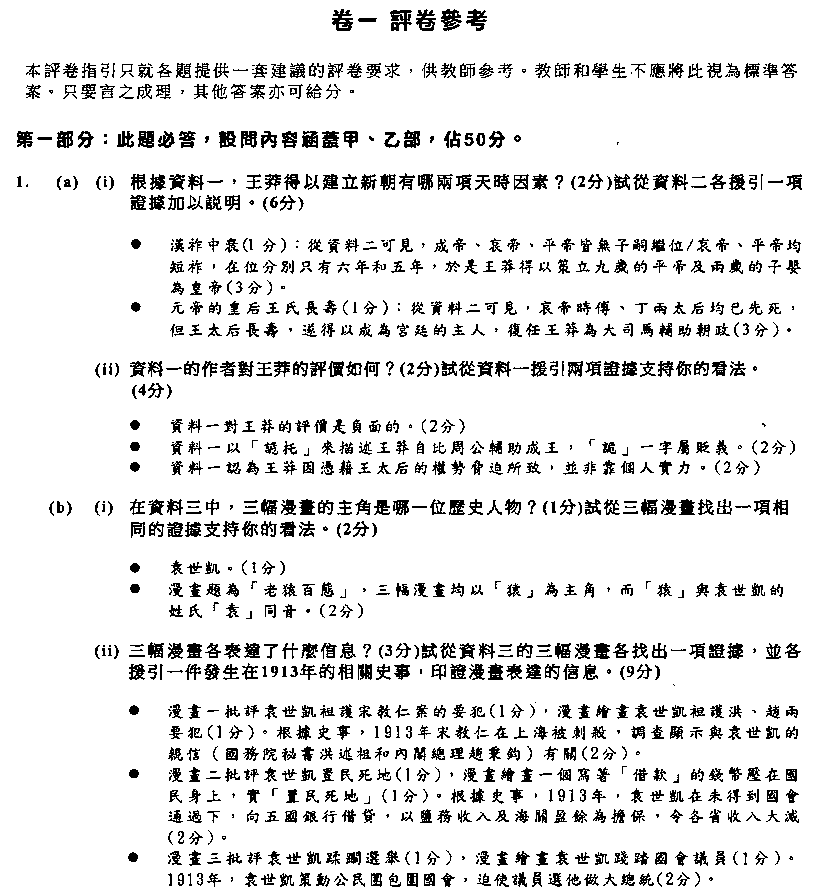 卷一 評卷參考
本評卷指引只就各題提供一套建議的評卷要求，供教師參考。教師和學生不應將此視為標準答
案。只要言之成理，其他答案亦可給分。
第一部分：此題必答，設問內容涵蓋甲、乙部，佔50分。
1. (a) (i) 根據資料一，王莽得以建立新朝有哪兩項天時因素？(2分)試從資料二各援引一項
證據加以說明。(6分)
● 漢祚中衰(1 分)：從資料二可見，成帝、哀帝、平帝皆無子嗣繼位/哀帝、平帝均
短祚，在位分別只有六年和五年，於是王莽得以策立九歲的平帝及兩歲的子嬰
為皇帝(3分)。
● 元帝的皇后王氏長壽(1分)：從資料二可見，哀帝時傅、丁兩太后均已先死，
但王太后長壽，遂得以成為宮廷的主人，復任王莽為大司馬輔助朝政(3分)。
(ii) 資料一的作者對王莽的評價如何？(2分)試從資料一援引兩項證據支持你的看法。
(4分)
● 資料一對王莽的評價是負面的。(2分)
● 資料一以「詭托」來描述王莽自比周公輔助成王，「詭」一字屬貶義。(2分)
● 資料一認為王莽因憑藉王太后的權勢脅迫所致，並非靠個人實力。(2分)
(b) (i) 在資料三中，三幅漫畫的主角是哪一位歷史人物？(1分)試從三幅漫畫找出一項相
同的證據支持你的看法。(2分)
● 袁世凱。(1分)
● 漫畫題為「老猿百態」，三幅漫畫均以「猿」為主角，而「猿」與袁世凱的
姓氏「袁」同音。(2分)
(ii) 三幅漫畫各表達了什麼信息？(3分)試從資料三的三幅漫畫各找出一項證據，並各
援引一件發生在1913年的相關史事，印證漫畫表達的信息。(9分)
● 漫畫一批評袁世凱袒護宋教仁案的要犯(1分)，漫畫繪畫袁世凱袒護洪、趙兩
要犯(1分)。根據史事，1913年宋教仁在上海被刺殺，調查顯示與袁世凱的
親信（國務院秘書洪述祖和內閣總理趙秉鈞）有關(2分)。
● 漫畫二批評袁世凱置民死地(1分)，漫畫繪畫一個寫著「借款」的錢幣壓在國
民身上，實「置民死地」(1分)。根據史事，1913年，袁世凱在未得到國會
通過下，向五國銀行借貸，以鹽務收入及海關盈餘為擔保，令各省收入大減
(2分)。
● 漫畫三批評袁世凱蹂躪選舉(1分)，漫畫繪畫袁世凱踐踏國會議員(1分)。
1913年，袁世凱策動公民團包圍國會，迫使議員選他做大總統(2分)。